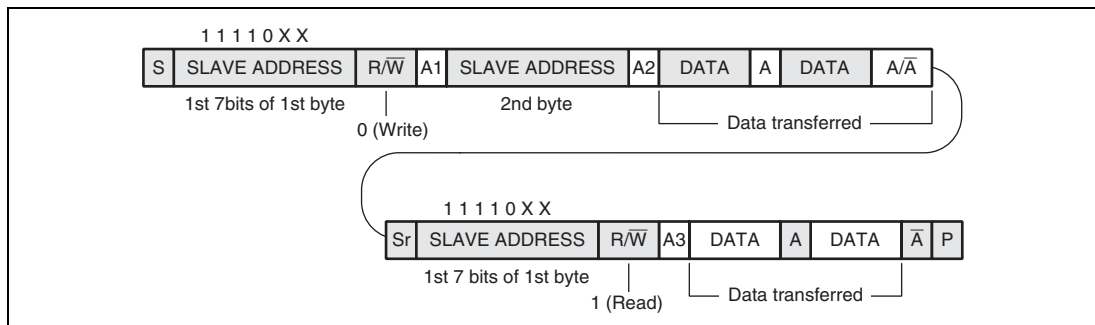 1 1 1 1 0 X X
S SLAVE ADDRESS R/W̅ A1 SLAVE ADDRESS A2 DATA A DATA A/A̅
1st 7bits of 1st byte 2nd byte
0 (Write) Data transferred
1 1 1 1 0 X X
Sr SLAVE ADDRESS R/W̅ A3 DATA A DATA A̅ P
1st 7 bits of 1st byte
1 (Read) Data transferred